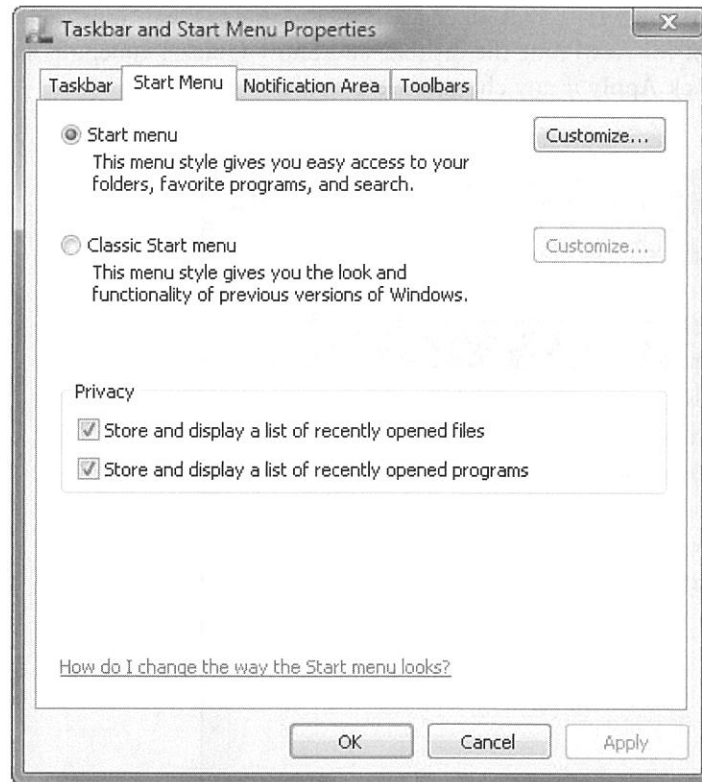 Taskbar and Start Menu Properties
Taskbar
Start Menu
Notification Area
Toolbars
Start menu
Customize...
This menu style gives you easy access to your
folders, favorite programs, and search.
Classic Start menu
Customize...
This menu style gives you the look and
functionality of previous versions of Windows.
Privacy
Store and display a list of recently opened files
Store and display a list of recently opened programs
How do I change the way the Start menu looks?
OK
Cancel
Apply